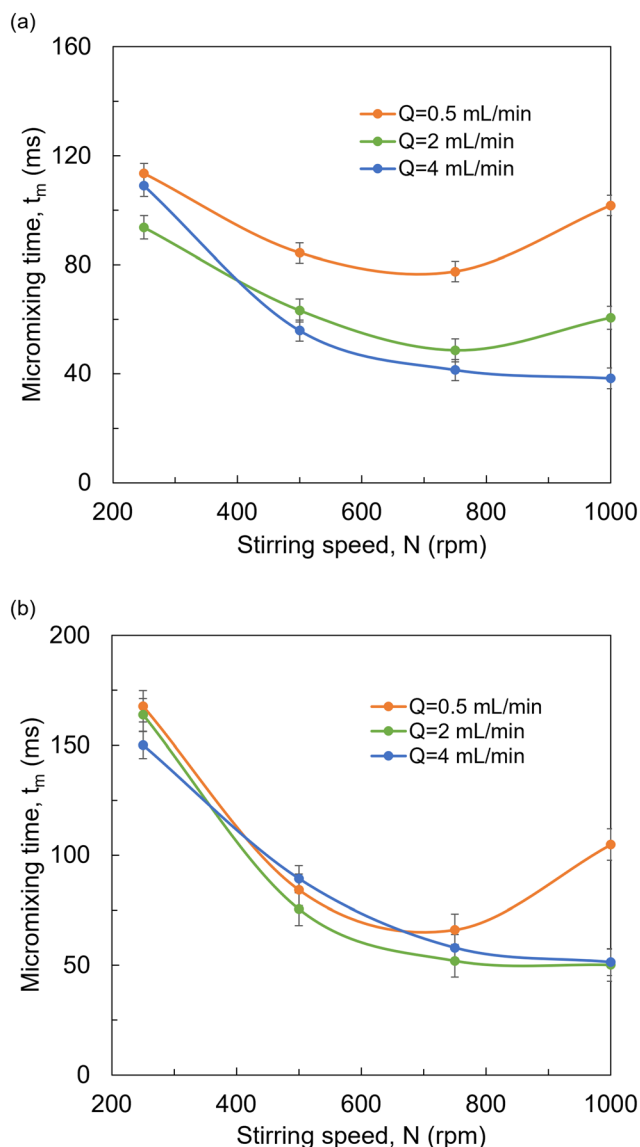 (a)
160
120
80
40
0
Micromixing time, tₘ (ms)
Q=0.5 mL/min
Q=2 mL/min
Q=4 mL/min
200 400 600 800 1000
Stirring speed, N (rpm)
(b)
200
150
100
50
0
Micromixing time, tₘ (ms)
Q=0.5 mL/min
Q=2 mL/min
Q=4 mL/min
200 400 600 800 1000
Stirring speed, N (rpm)